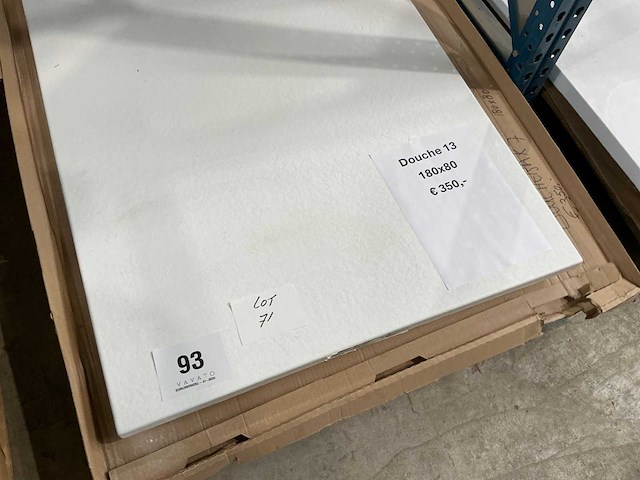 Douche 13
180x80
€ 350,-
LOT
71
93
VAVATO